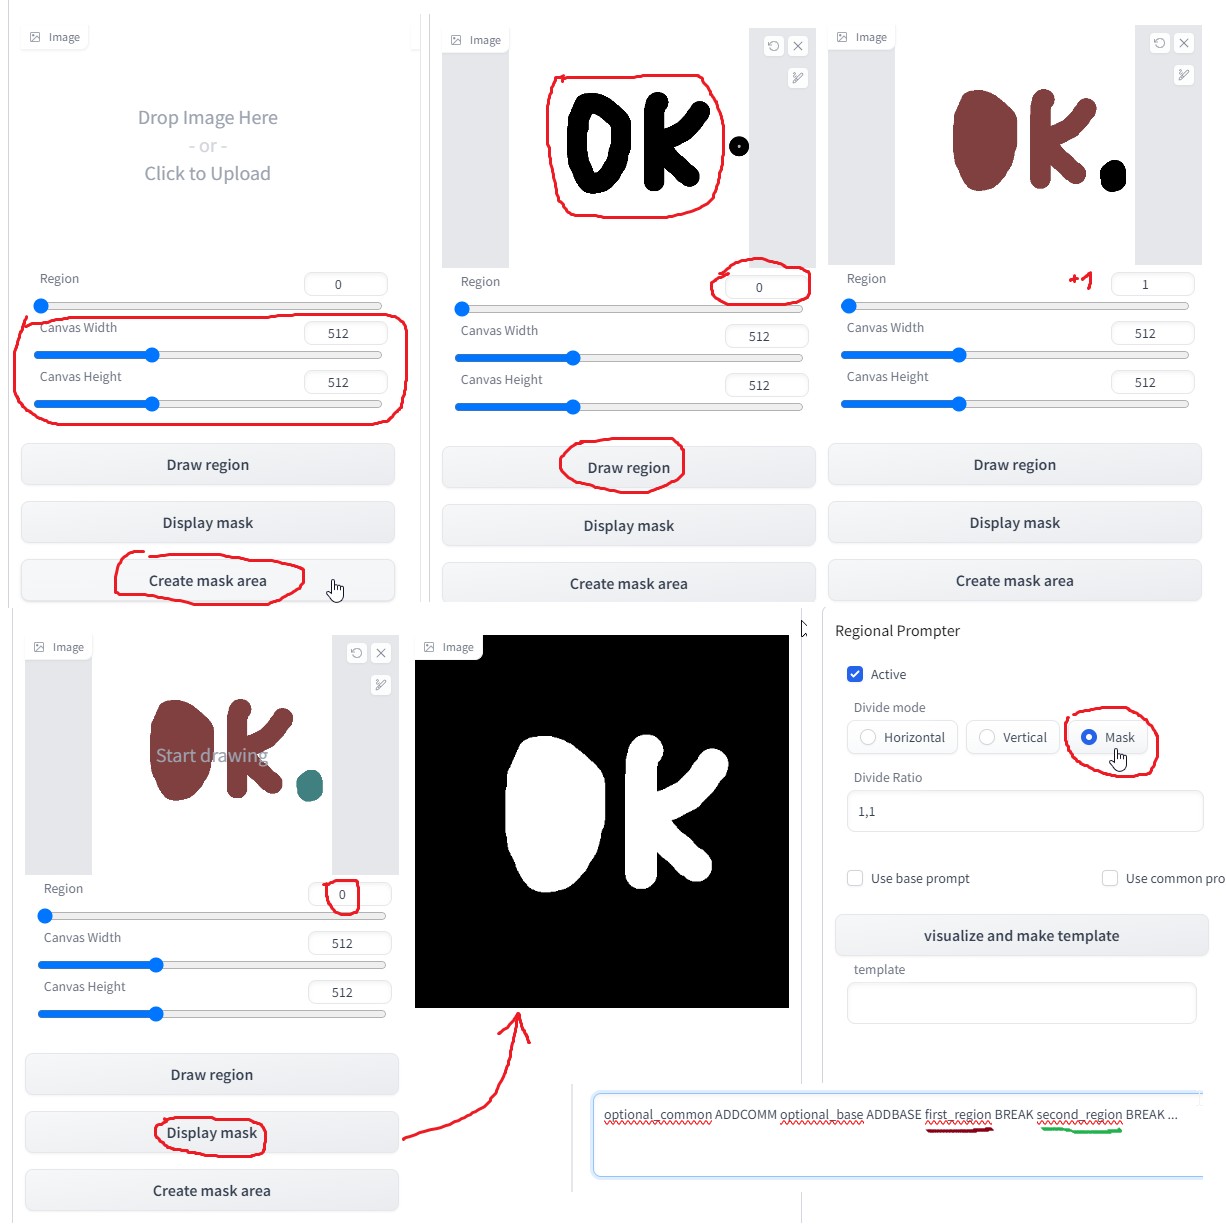 Image
Drop Image Here
- or -
Click to Upload
Region
0
Canvas Width
512
Canvas Height
512
Draw region
Display mask
Create mask area
Image
OK
Region
0
Canvas Width
512
Canvas Height
512
Draw region
Display mask
Create mask area
Image
OK.
Region
+1
1
Canvas Width
512
Canvas Height
512
Draw region
Display mask
Create mask area
Image
OK.
Start drawing
Region
0
Canvas Width
512
Canvas Height
512
Draw region
Display mask
Create mask area
Image
OK
Regional Prompter
Active
Divide mode
Horizontal
Vertical
Mask
Divide Ratio
1,1
Use base prompt
Use common pro
visualize and make template
template
optional_common ADDCOMM optional_base ADDBASE first_region BREAK second_region BREAK ...